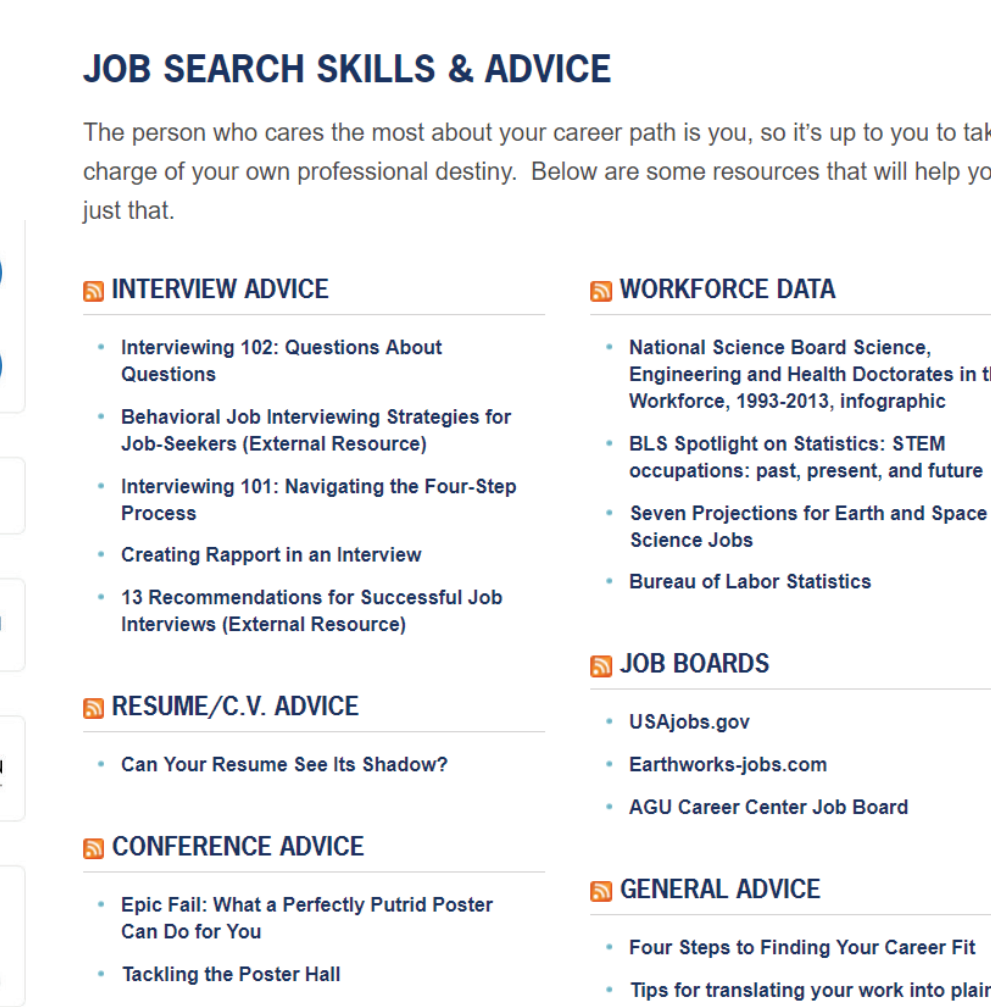 JOB SEARCH SKILLS & ADVICE
The person who cares the most about your career path is you, so it's up to you to
charge of your own professional destiny.  Below are some resources that will help
just that.
INTERVIEW ADVICE
Interviewing 102: Questions About
Questions
Behavioral Job Interviewing Strategies for
Job-Seekers (External Resource)
Interviewing 101: Navigating the Four-Step
Process
Creating Rapport in an Interview
13 Recommendations for Successful Job
Interviews (External Resource)
RESUME/C.V. ADVICE
Can Your Resume See Its Shadow?
CONFERENCE ADVICE
Epic Fail: What a Perfectly Putrid Poster
Can Do for You
Tackling the Poster Hall
WORKFORCE DATA
National Science Board Science,
Engineering and Health Doctorates in
Workforce, 1993-2013, infographic
BLS Spotlight on Statistics: STEM
occupations: past, present, and future
Seven Projections for Earth and Space
Science Jobs
Bureau of Labor Statistics
JOB BOARDS
USAjobs.gov
Earthworks-jobs.com
AGU Career Center Job Board
GENERAL ADVICE
Four Steps to Finding Your Career Fit
Tips for translating your work into plain